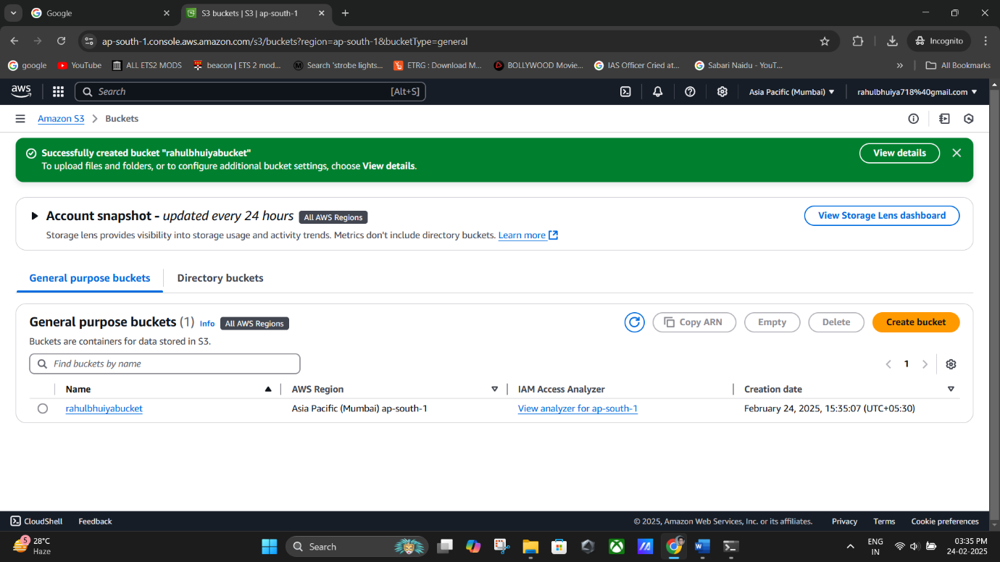 Google
S3 buckets | S3 | ap-south-1
ap-south-1.console.aws.amazon.com/s3/buckets?region=ap-south-1&bucketType=general
Incognito
google
YouTube
ALL ETS2 MODS
beacon | ETS 2 mod...
Search 'strobe lights...
ETRG : Download M...
BOLLYWOOD Movie...
IAS Officer Cried at...
Sabari Naidu - YouT...
All Bookmarks
aws
Search
[Alt+S]
Asia Pacific (Mumbai)
rahulbhuiya718%40gmail.com
Amazon S3
Buckets
Successfully created bucket "rahulbhuiyabucket"
To upload files and folders, or to configure additional bucket settings, choose View details.
View details
Account snapshot - updated every 24 hours
All AWS Regions
View Storage Lens dashboard
Storage lens provides visibility into storage usage and activity trends. Metrics don't include directory buckets. Learn more
General purpose buckets
Directory buckets
General purpose buckets (1)
Info
All AWS Regions
Copy ARN
Empty
Delete
Create bucket
Buckets are containers for data stored in S3.
Find buckets by name
1
Name
AWS Region
IAM Access Analyzer
Creation date
rahulbhuiyabucket
Asia Pacific (Mumbai) ap-south-1
View analyzer for ap-south-1
February 24, 2025, 15:35:07 (UTC+05:30)
CloudShell
Feedback
© 2025, Amazon Web Services, Inc. or its affiliates.
Privacy
Terms
Cookie preferences
5
28°C
Haze
Search
ENG
IN
03:35 PM
24-02-2025